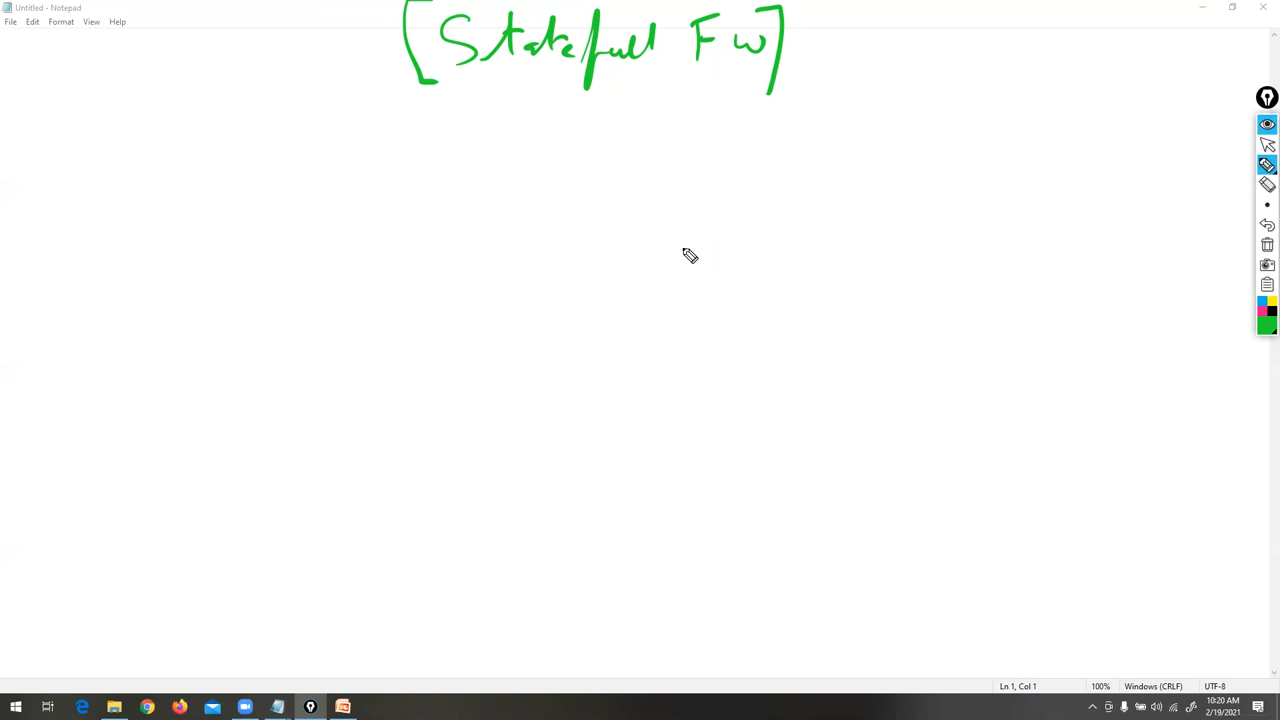 Untitled - Notepad
File Edit Format View Help
[Statefull Fw]
Ln 1, Col 1 100% Windows (CRLF) UTF-8
10:20 AM
2/19/2021